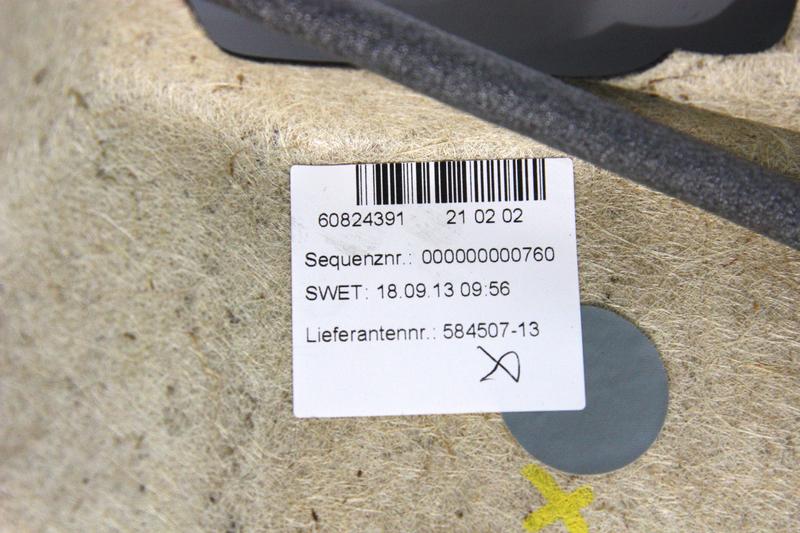 60824391 21 02 02
Sequenznr.: 000000000760
SWET: 18.09.13 09:56
Lieferantennr.: 584507-13